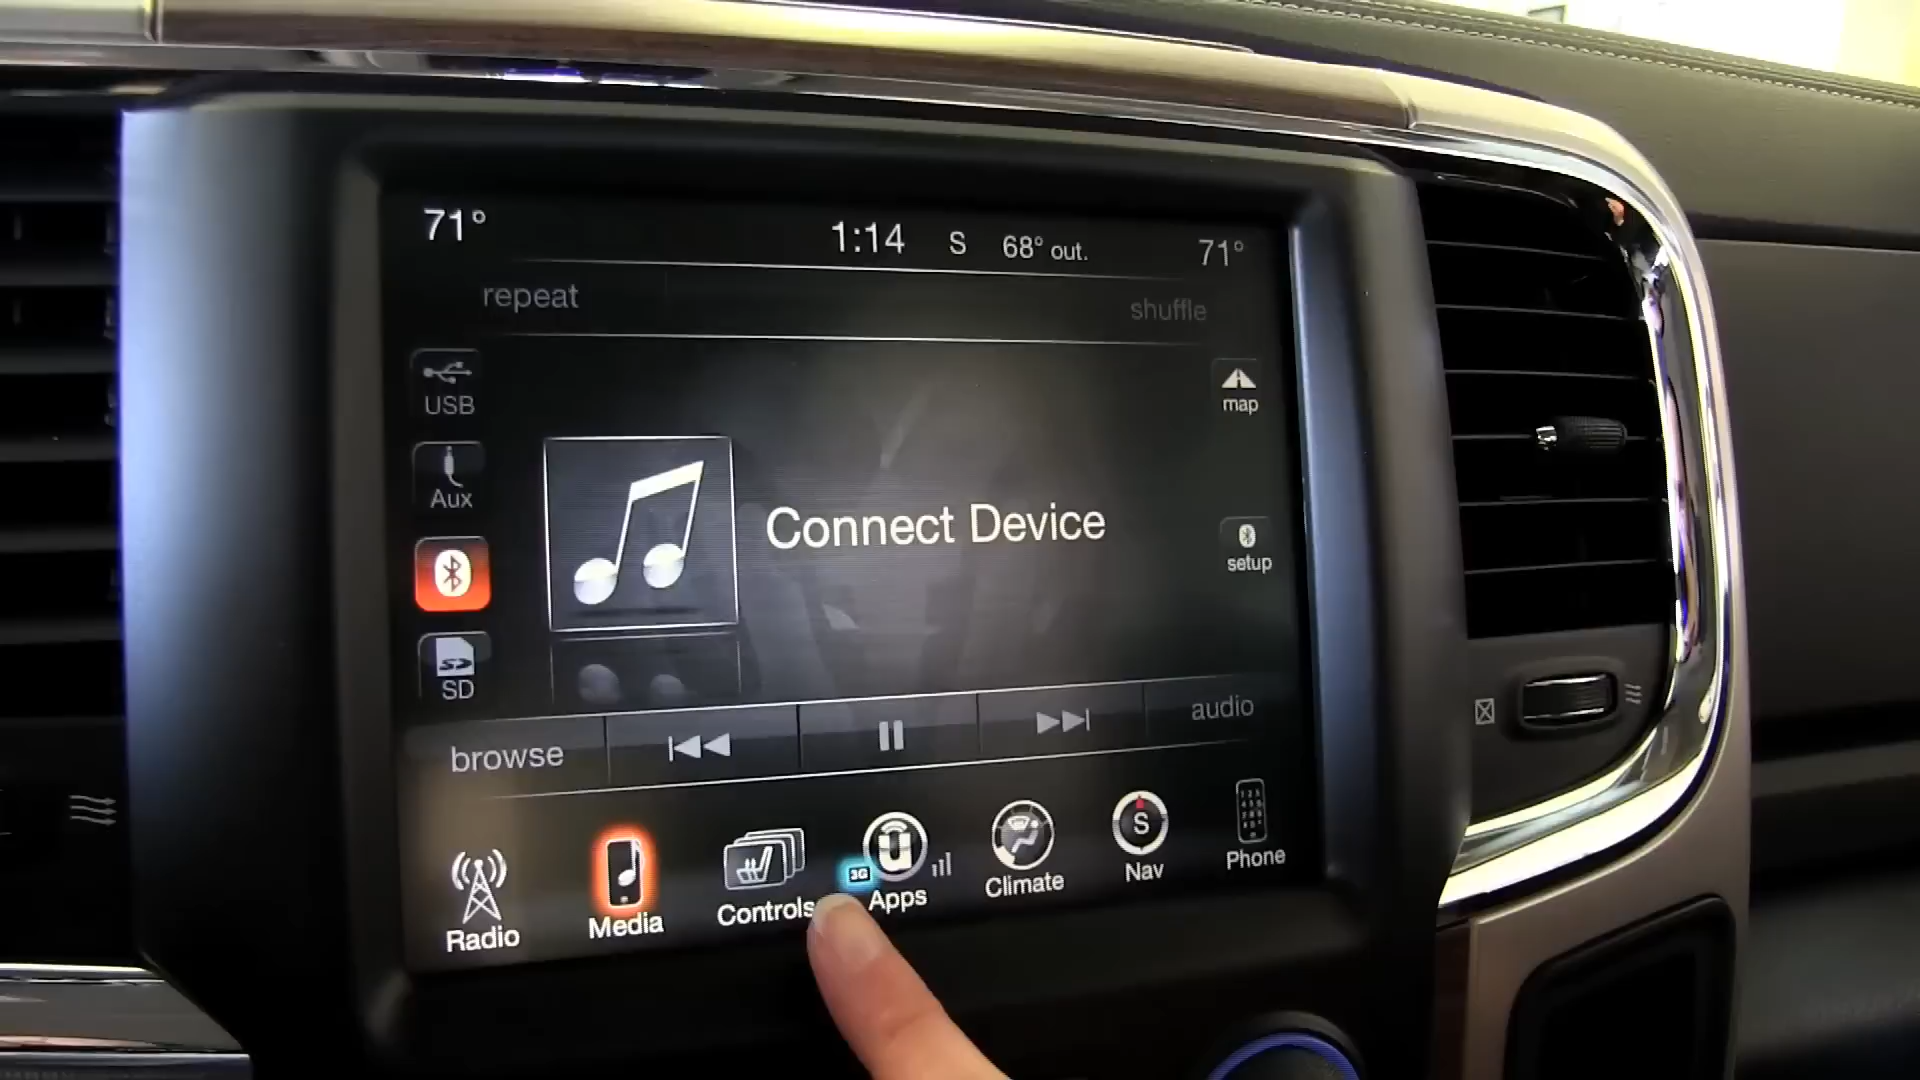 71° 1:14 S 68° out. 71°
repeat shuffle
USB
map
Aux
Connect Device
setup
SD
browse audio
3G
S
Radio Media Controls Apps Climate Nav Phone